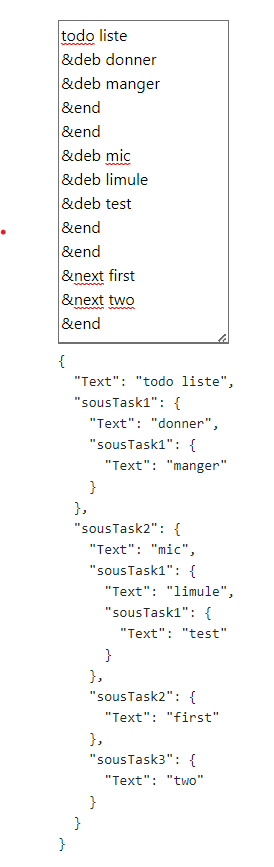 todo liste
&deb donner
&deb manger
&end
&end
&deb mic
&deb limule
&deb test
&end
&end
&next first
&next two
&end
{
  "Text": "todo liste",
  "sousTask1": {
    "Text": "donner",
    "sousTask1": {
      "Text": "manger"
    }
  },
  "sousTask2": {
    "Text": "mic",
    "sousTask1": {
      "Text": "limule",
      "sousTask1": {
        "Text": "test"
      }
    },
    "sousTask2": {
      "Text": "first"
    },
    "sousTask3": {
      "Text": "two"
    }
  }
}